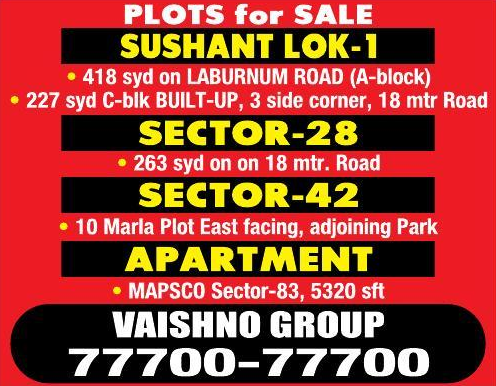 PLOTS for SALE
SUSHANT LOK-1
• 418 syd on LABURNUM ROAD (A-block)
• 227 syd C-blk BUILT-UP, 3 side corner, 18 mtr Road
SECTOR-28
• 263 syd on on 18 mtr. Road
SECTOR-42
• 10 Marla Plot East facing, adjoining Park
APARTMENT
• MAPSCO Sector-83, 5320 sft
VAISHNO GROUP
77700-77700